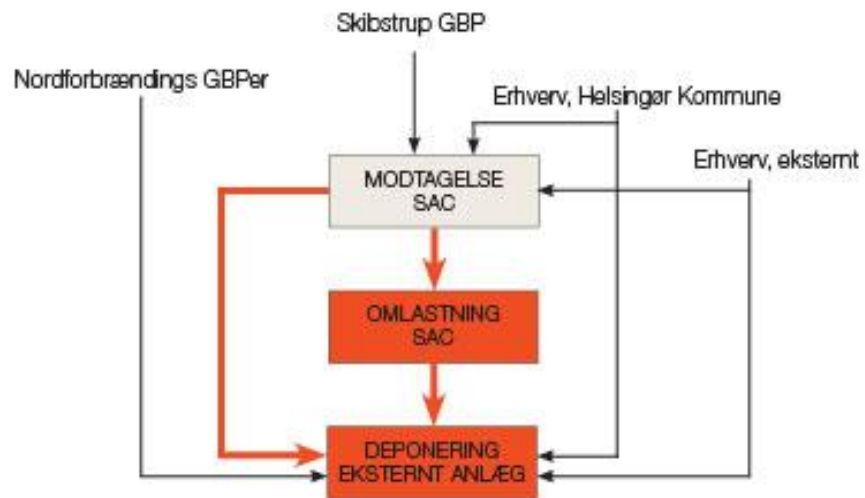 Skibstrup GBP
Nordforbrændings GBPer
Erhverv, Helsingør Kommune
Erhverv, eksternt
MODTAGELSE
SAC
OMLASTNING
SAC
DEPONERING
EKSTERNT ANLÆG